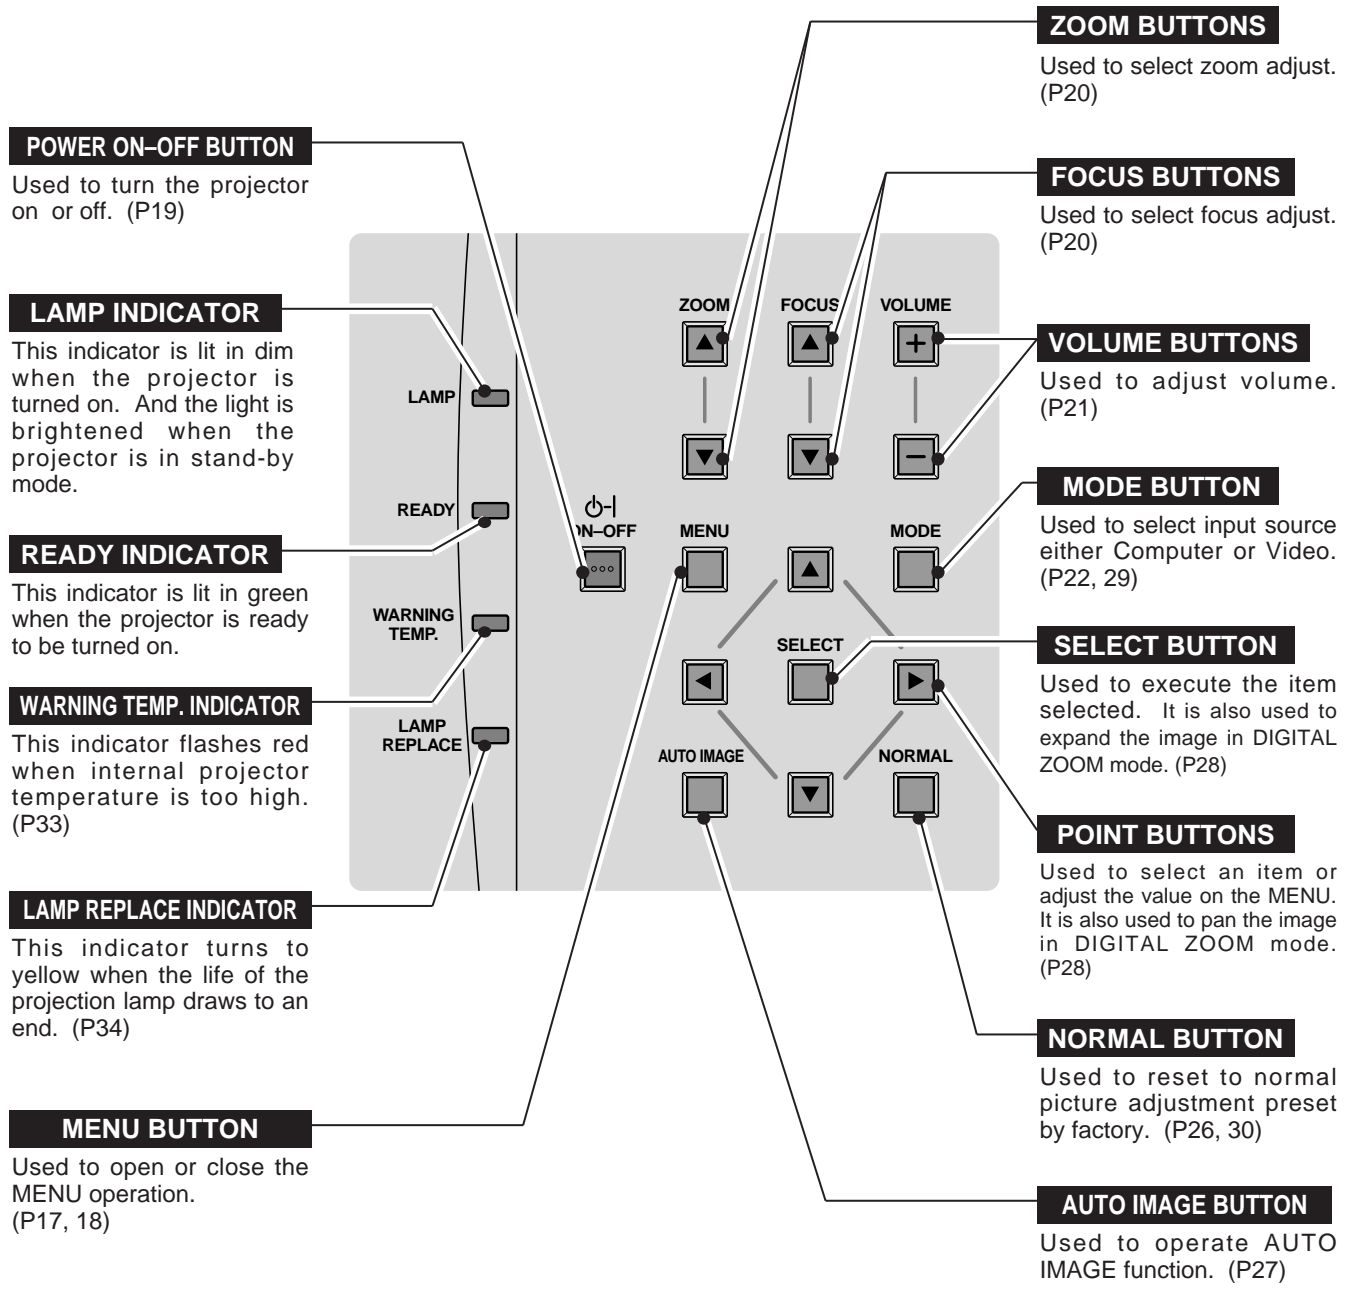 ZOOM BUTTONS
Used to select zoom adjust.
(P20)
POWER ON–OFF BUTTON
Used to turn the projector
on or off. (P19)
FOCUS BUTTONS
Used to select focus adjust.
(P20)
LAMP INDICATOR
This indicator is lit in dim
when the projector is
turned on. And the light is
brightened when the
projector is in stand-by
mode.
VOLUME BUTTONS
Used to adjust volume.
(P21)
MODE BUTTON
Used to select input source
either Computer or Video.
(P22, 29)
READY INDICATOR
This indicator is lit in green
when the projector is ready
to be turned on.
SELECT BUTTON
Used to execute the item
selected. It is also used to
expand the image in DIGITAL
ZOOM mode. (P28)
WARNING TEMP. INDICATOR
This indicator flashes red
when internal projector
temperature is too high.
(P33)
POINT BUTTONS
Used to select an item or
adjust the value on the MENU.
It is also used to pan the image
in DIGITAL ZOOM mode.
(P28)
LAMP REPLACE INDICATOR
This indicator turns to
yellow when the life of the
projection lamp draws to an
end. (P34)
NORMAL BUTTON
Used to reset to normal
picture adjustment preset
by factory. (P26, 30)
MENU BUTTON
Used to open or close the
MENU operation.
(P17, 18)
AUTO IMAGE BUTTON
Used to operate AUTO
IMAGE function. (P27)
ZOOM
FOCUS
VOLUME
LAMP
READY
ON–OFF
MENU
MODE
WARNING
TEMP.
SELECT
LAMP
REPLACE
AUTO IMAGE
NORMAL